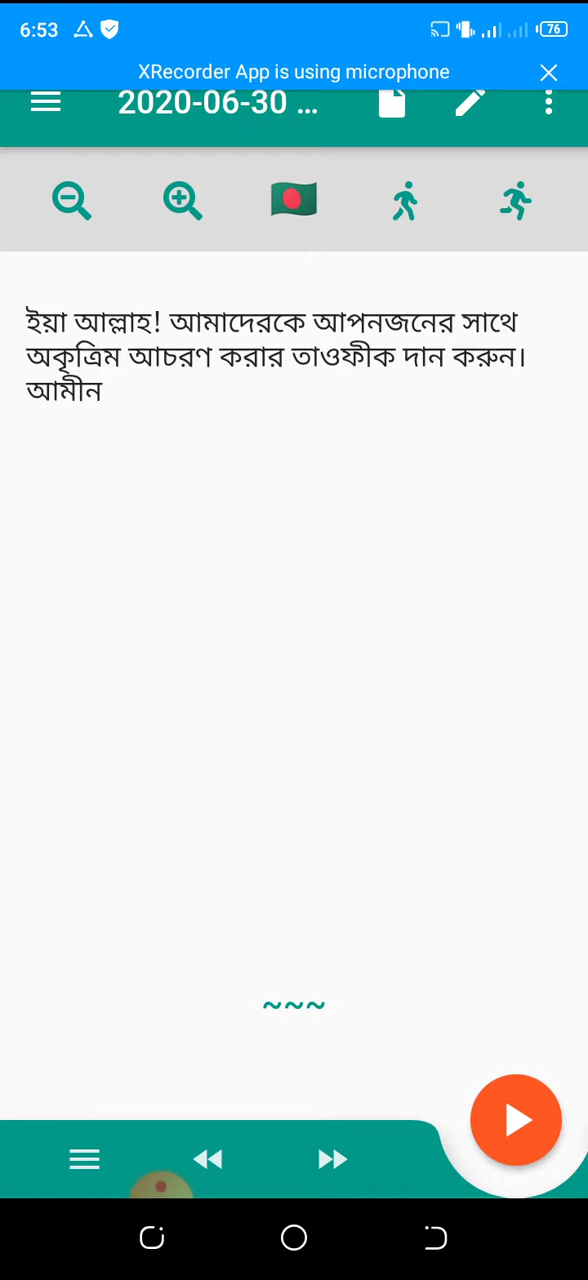 6:53
76
XRecorder App is using microphone
2020-06-30 ...
ইয়া আল্লাহ! আমাদেরকে আপনজনের সাথে
অকৃত্রিম আচরণ করার তাওফীক দান করুন।
আমীন
~~~